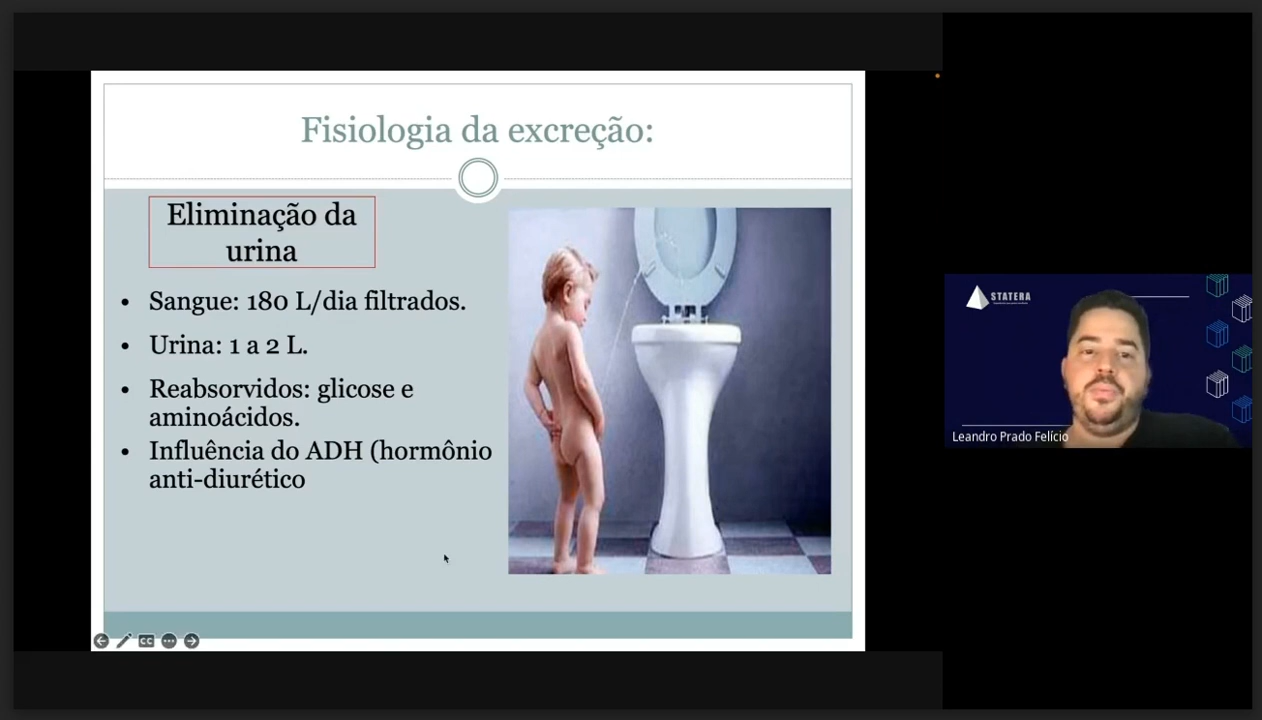 Fisiologia da excreção:
Eliminação da
urina
• Sangue: 180 L/dia filtrados.
• Urina: 1 a 2 L.
• Reabsorvidos: glicose e
aminoácidos.
• Influência do ADH (hormônio
anti-diurético
CC
STATERA
Leandro Prado Felício